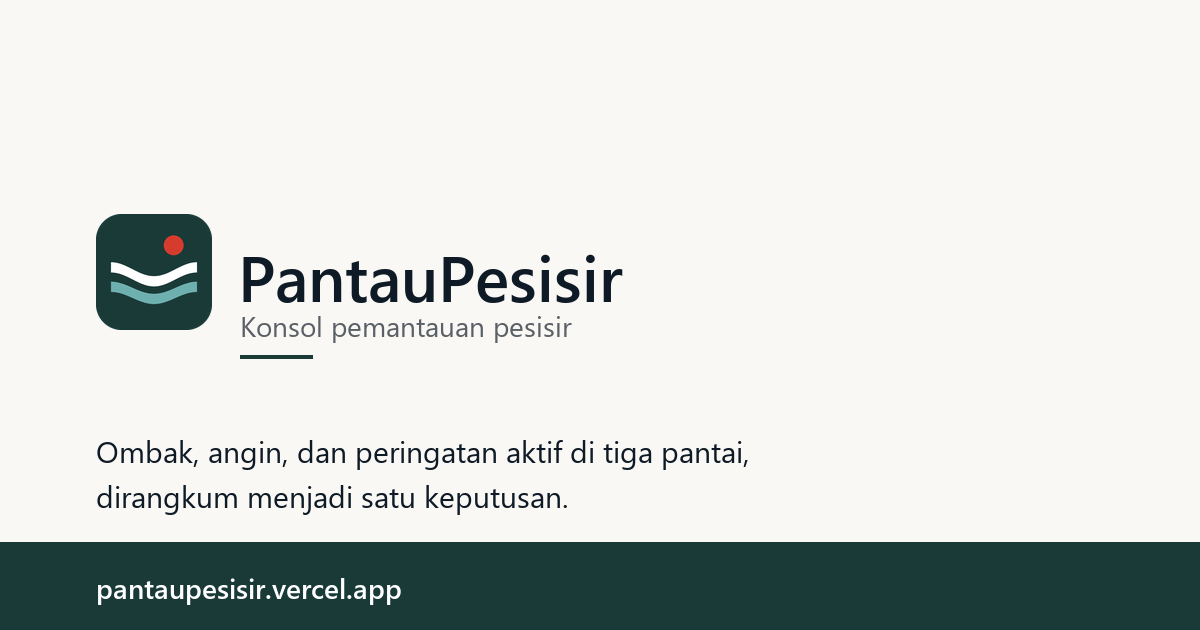 PantauPesisir
Konsol pemantauan pesisir
Ombak, angin, dan peringatan aktif di tiga pantai,
dirangkum menjadi satu keputusan.
pantaupesisir.vercel.app